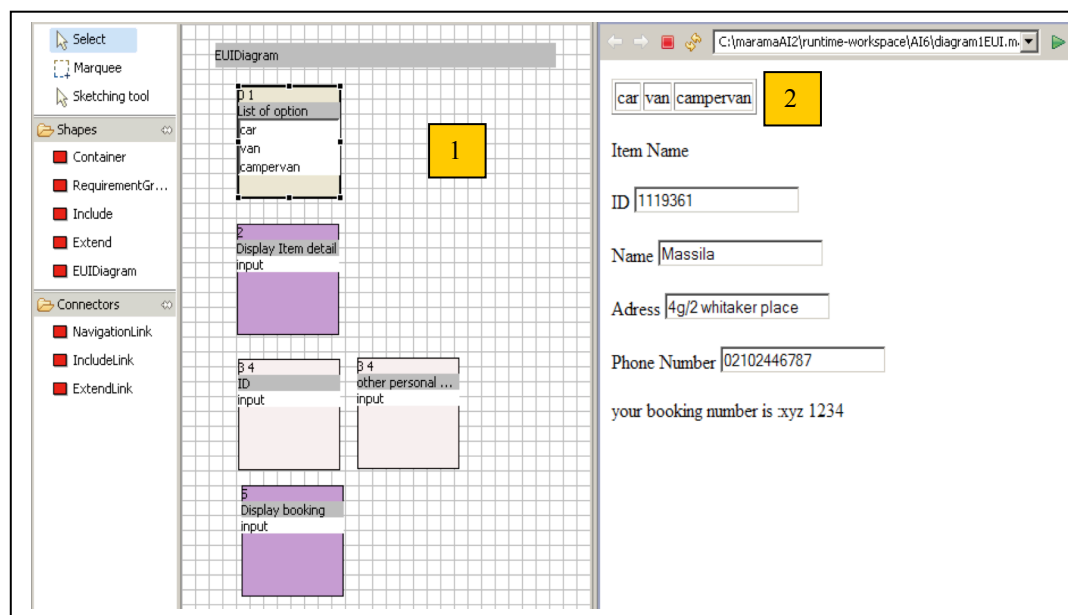 Select
Marquee
Sketching tool
Shapes
Container
RequirementGr...
Include
Extend
EUIDiagram
Connectors
NavigationLink
IncludeLink
ExtendLink
EUIDiagram
0 1
List of option
car
van
campervan
1
2
Display Item detail
input
3 4
ID
input
3 4
other personal ...
input
5
Display booking
input
C:\maramaAI2\runtime-workspace\AI6\diagram1EUI.m
car van campervan
2
Item Name
ID 1119361
Name Massila
Adress 4g/2 whitaker place
Phone Number 02102446787
your booking number is :xyz 1234